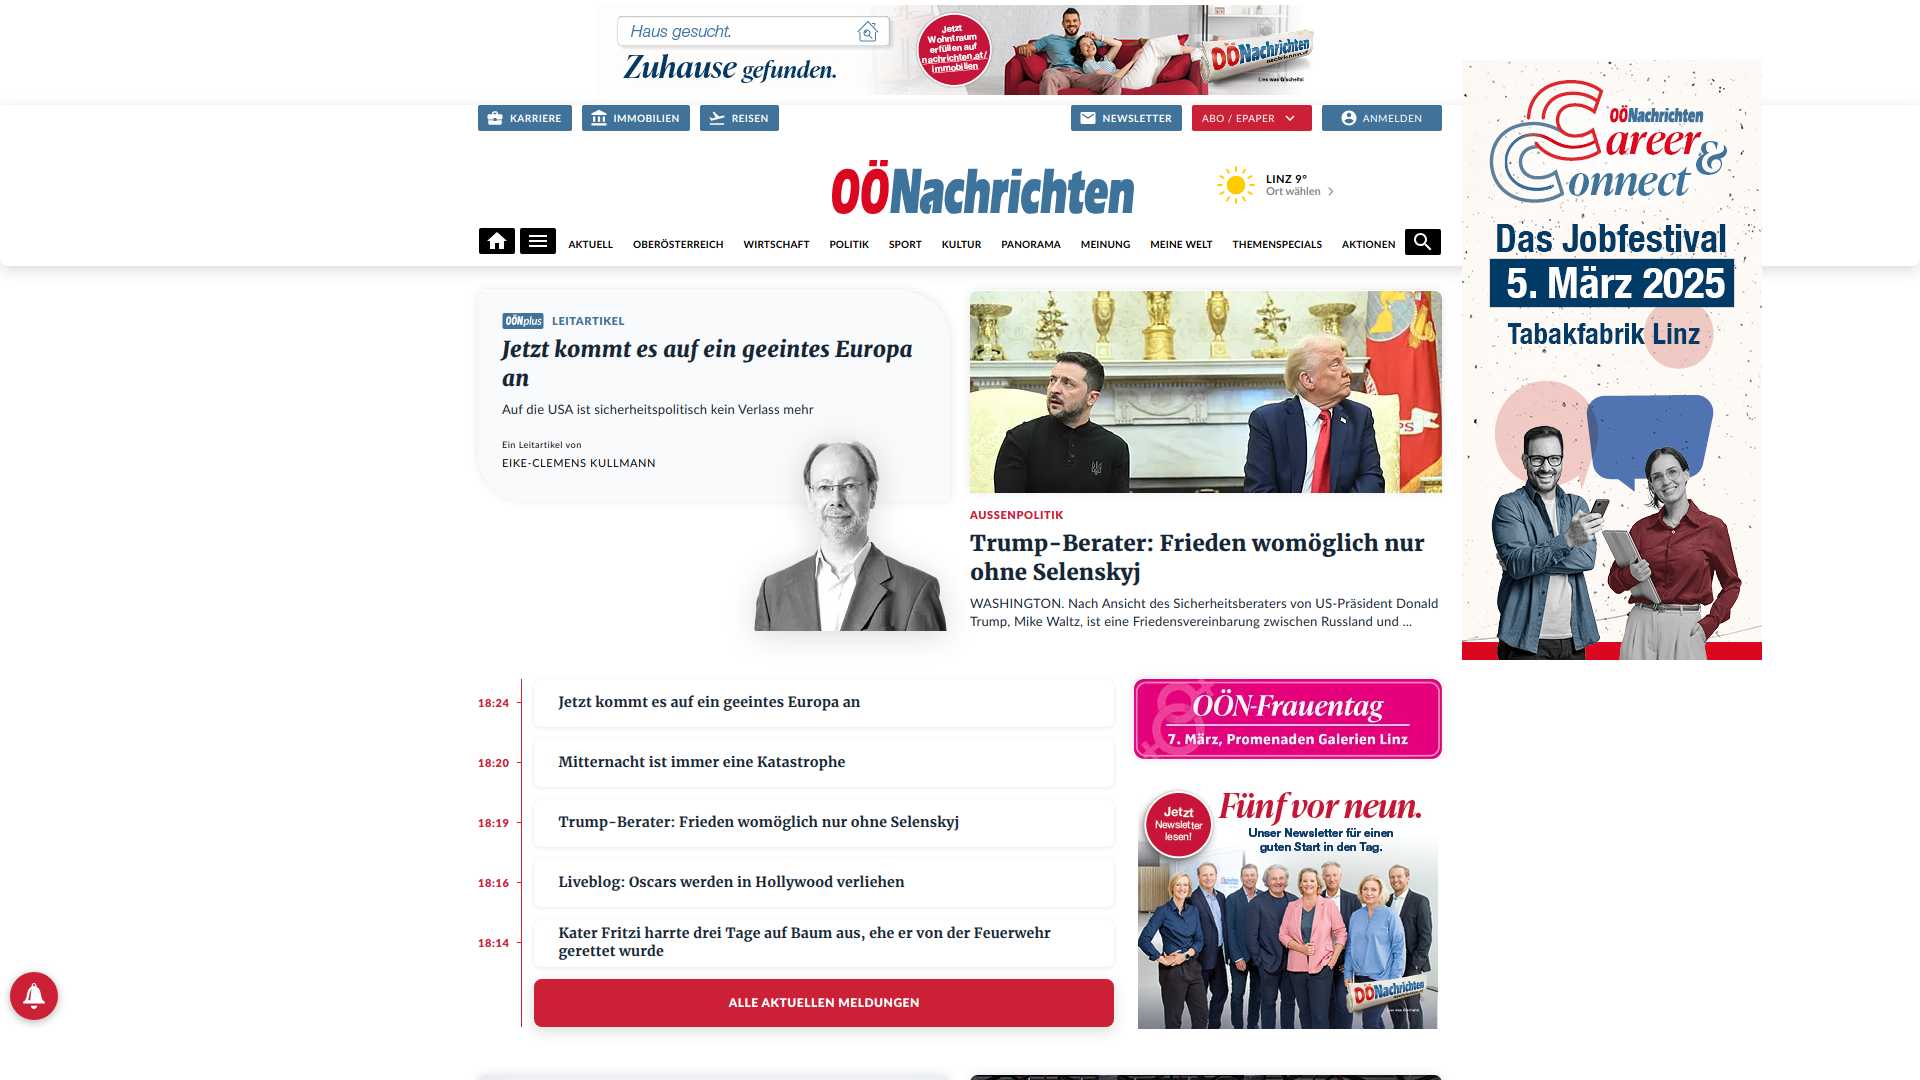 Haus gesucht.
Zuhause gefunden.
Jetzt
Wohntraum
erfüllen auf
nachrichten.at/
immobilien
OÖNachrichten
Lies was G'scheits!
KARRIERE
IMMOBILIEN
REISEN
NEWSLETTER
ABO / EPAPER
ANMELDEN
OÖNachrichten
LINZ 9°
Ort wählen
AKTUELL
OBERÖSTERREICH
WIRTSCHAFT
POLITIK
SPORT
KULTUR
PANORAMA
MEINUNG
MEINE WELT
THEMENSPECIALS
AKTIONEN
OÖNachrichten
Career &
Connect
Das Jobfestival
5. März 2025
Tabakfabrik Linz
OÖNplus LEITARTIKEL
Jetzt kommt es auf ein geeintes Europa
an
Auf die USA ist sicherheitspolitisch kein Verlass mehr
Ein Leitartikel von
EIKE-CLEMENS KULLMANN
AUSSENPOLITIK
Trump-Berater: Frieden womöglich nur
ohne Selenskyj
WASHINGTON. Nach Ansicht des Sicherheitsberaters von US-Präsident Donald
Trump, Mike Waltz, ist eine Friedensvereinbarung zwischen Russland und ...
18:24 Jetzt kommt es auf ein geeintes Europa an
18:20 Mitternacht ist immer eine Katastrophe
18:19 Trump-Berater: Frieden womöglich nur ohne Selenskyj
18:16 Liveblog: Oscars werden in Hollywood verliehen
18:14 Kater Fritzi harrte drei Tage auf Baum aus, ehe er von der Feuerwehr
gerettet wurde
ALLE AKTUELLEN MELDUNGEN
OÖN-Frauentag
7. März, Promenaden Galerien Linz
Jetzt
Newsletter
lesen!
Fünf vor neun.
Unser Newsletter für einen
guten Start in den Tag.
OÖNachrichten